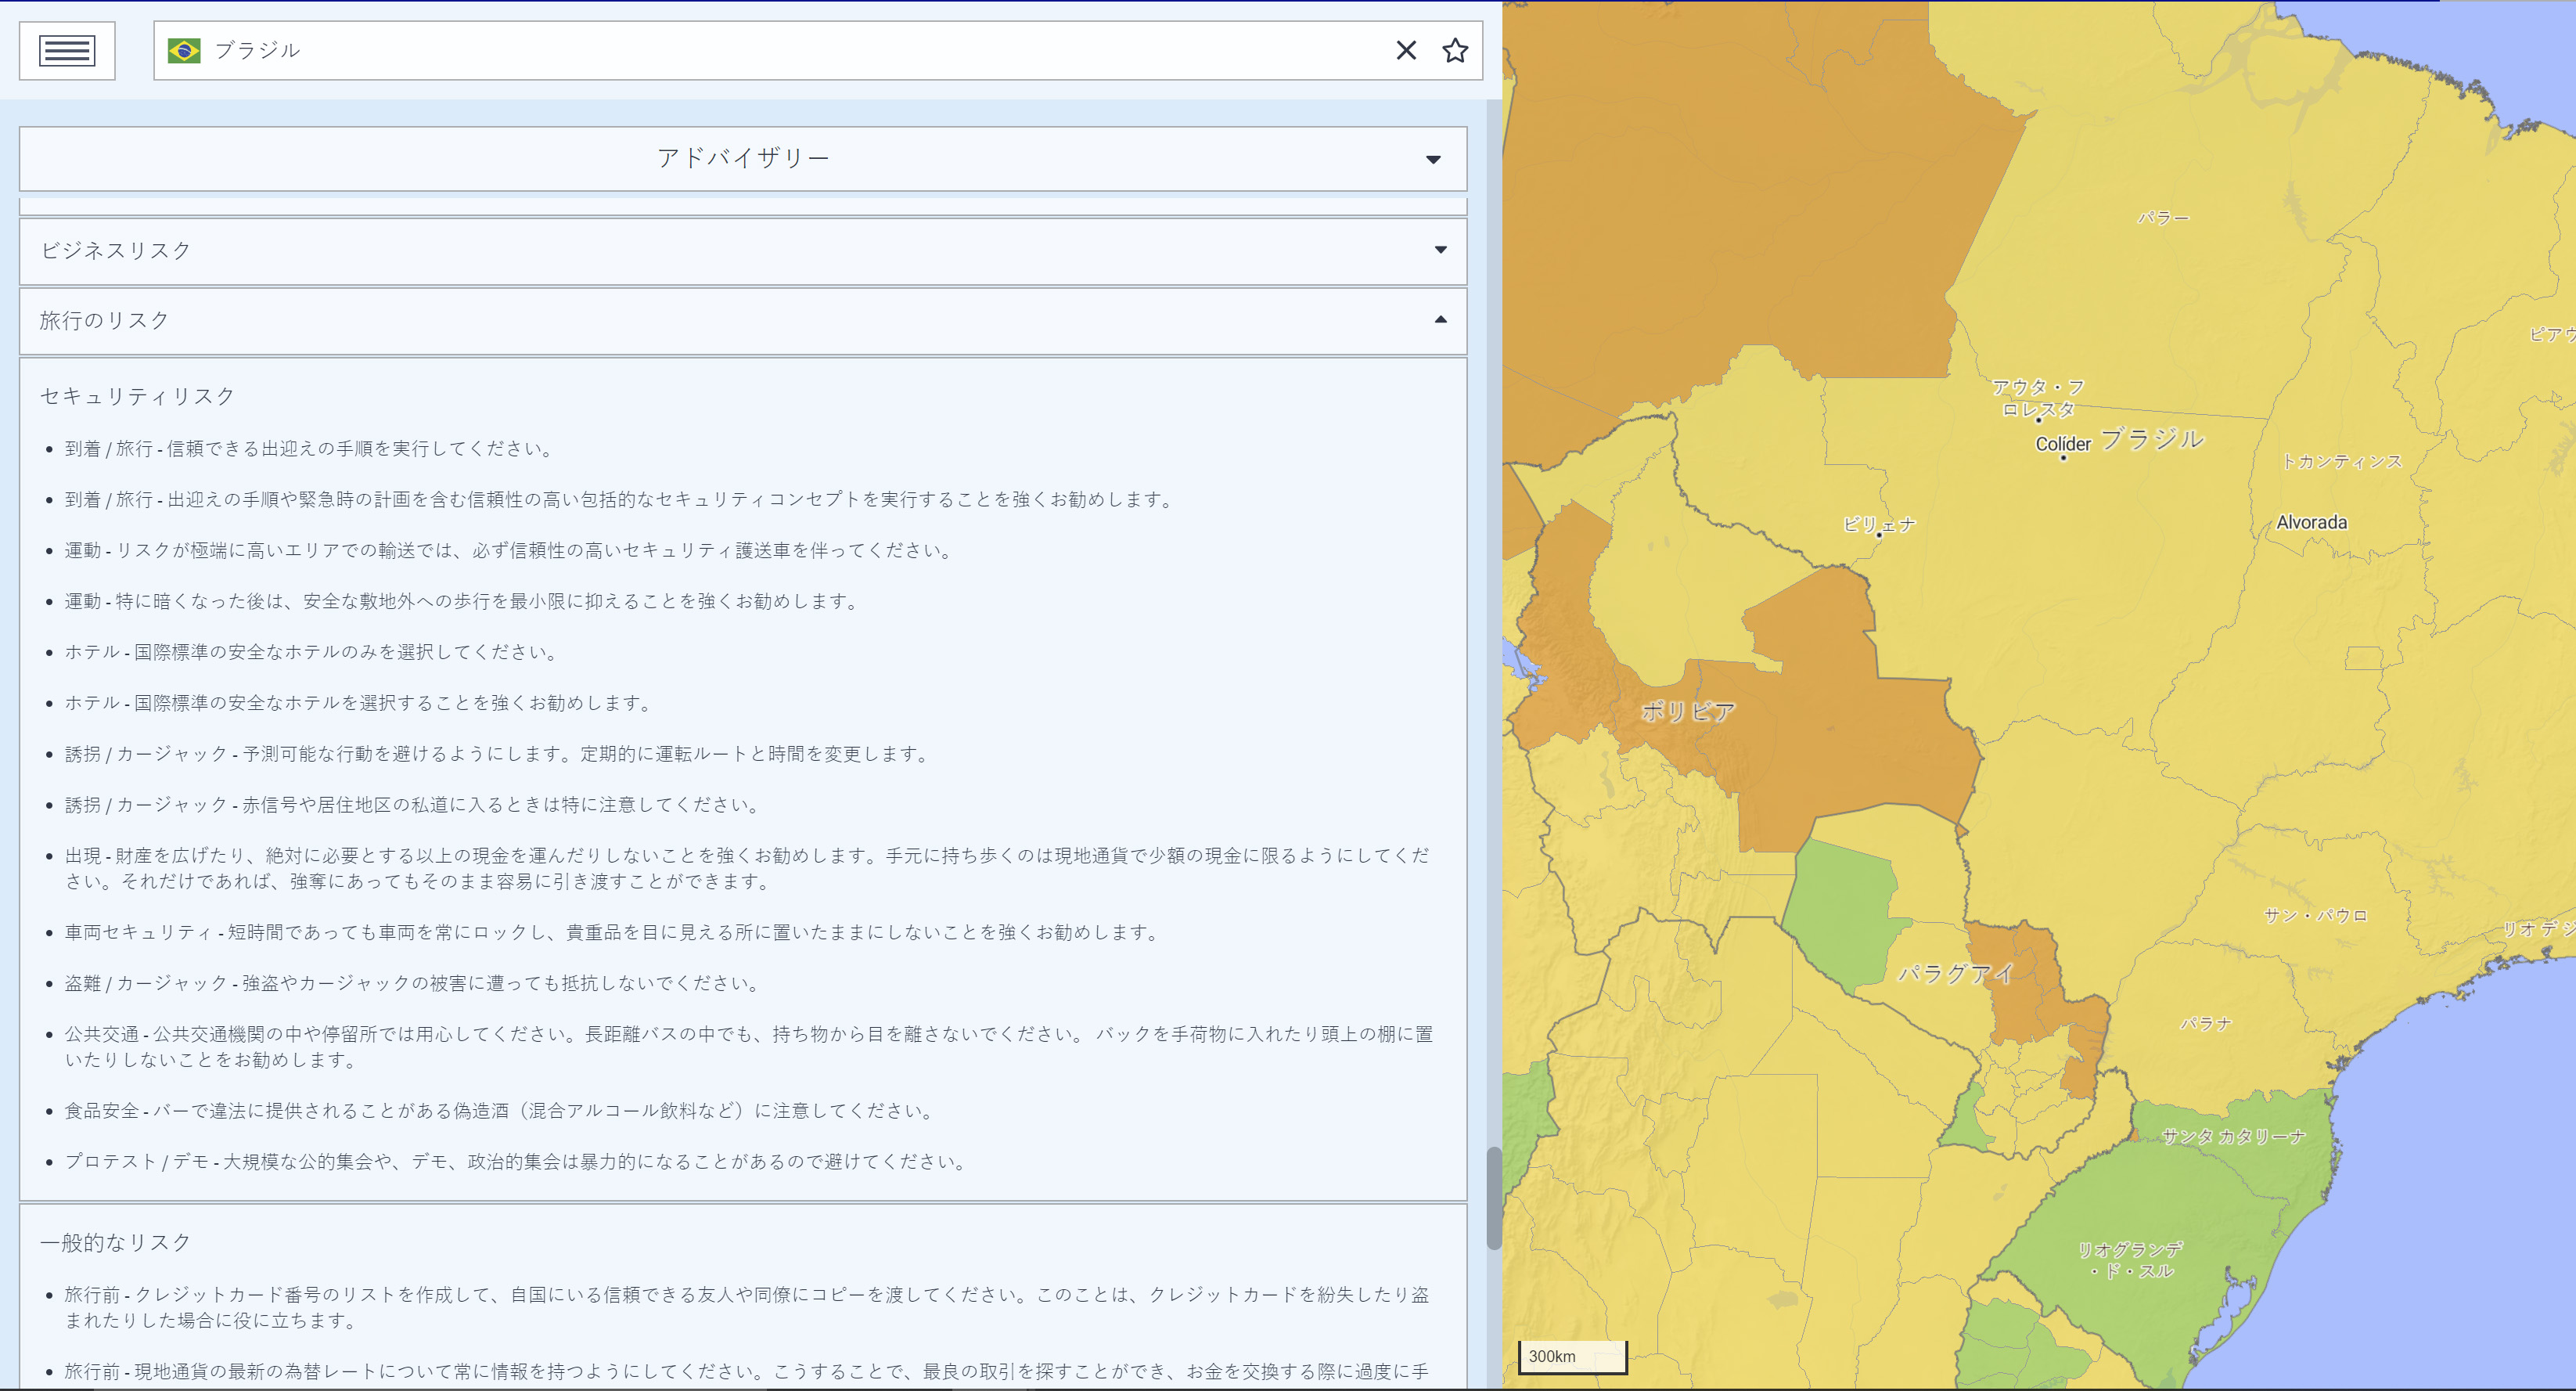 ブラジル
アドバイザリー
ビジネスリスク
旅行のリスク
セキュリティリスク
到着 / 旅行 - 信頼できる出迎えの手順を実行してください。
到着 / 旅行 - 出迎えの手順や緊急時の計画を含む信頼性の高い包括的なセキュリティコンセプトを実行することを強くお勧めします。
運動 - リスクが極端に高いエリアでの輸送では、必ず信頼性の高いセキュリティ護送車を伴ってください。
運動 - 特に暗くなった後は、安全な敷地外への歩行を最小限に抑えることを強くお勧めします。
ホテル - 国際標準の安全なホテルのみを選択してください。
ホテル - 国際標準の安全なホテルを選択することを強くお勧めします。
誘拐 / カージャック - 予測可能な行動を避けるようにします。定期的に運転ルートと時間を変更します。
誘拐 / カージャック - 赤信号や居住地区の私道に入るときは特に注意してください。
出現 - 財産を広げたり、絶対に必要とする以上の現金を運んだりしないことを強くお勧めします。手元に持ち歩くのは現地通貨で少額の現金に限るようにしてくだ
さい。それだけであれば、強奪にあってもそのまま容易に引き渡すことができます。
車両セキュリティ - 短時間であっても車両を常にロックし、貴重品を目に見える所に置いたままにしないことを強くお勧めします。
盗難 / カージャック - 強盗やカージャックの被害に遭っても抵抗しないでください。
公共交通 - 公共交通機関の中や停留所では用心してください。長距離バスの中でも、持ち物から目を離さないでください。 バックを手荷物に入れたり頭上の棚に置
いたりしないことをお勧めします。
食品安全 - バーで違法に提供されることがある偽造酒（混合アルコール飲料など）に注意してください。
プロテスト / デモ - 大規模な公的集会や、デモ、政治的集会は暴力的になることがあるので避けてください。
一般的なリスク
旅行前 - クレジットカード番号のリストを作成して、自国にいる信頼できる友人や同僚にコピーを渡してください。このことは、クレジットカードを紛失したり盗
まれたりした場合に役に立ちます。
旅行前 - 現地通貨の最新の為替レートについて常に情報を持つようにしてください。こうすることで、最良の取引を探すことができ、お金を交換する際に過度に手
パラー
ピアウ
アウタ・フ
ロレスタ
Colíder
ブラジル
トカンティンス
Alvorada
ビリェナ
ボリビア
サン・パウロ
リオ デ ジ
パラグアイ
パラナ
サンタ カタリーナ
リオグランデ
・ド・スル
300km